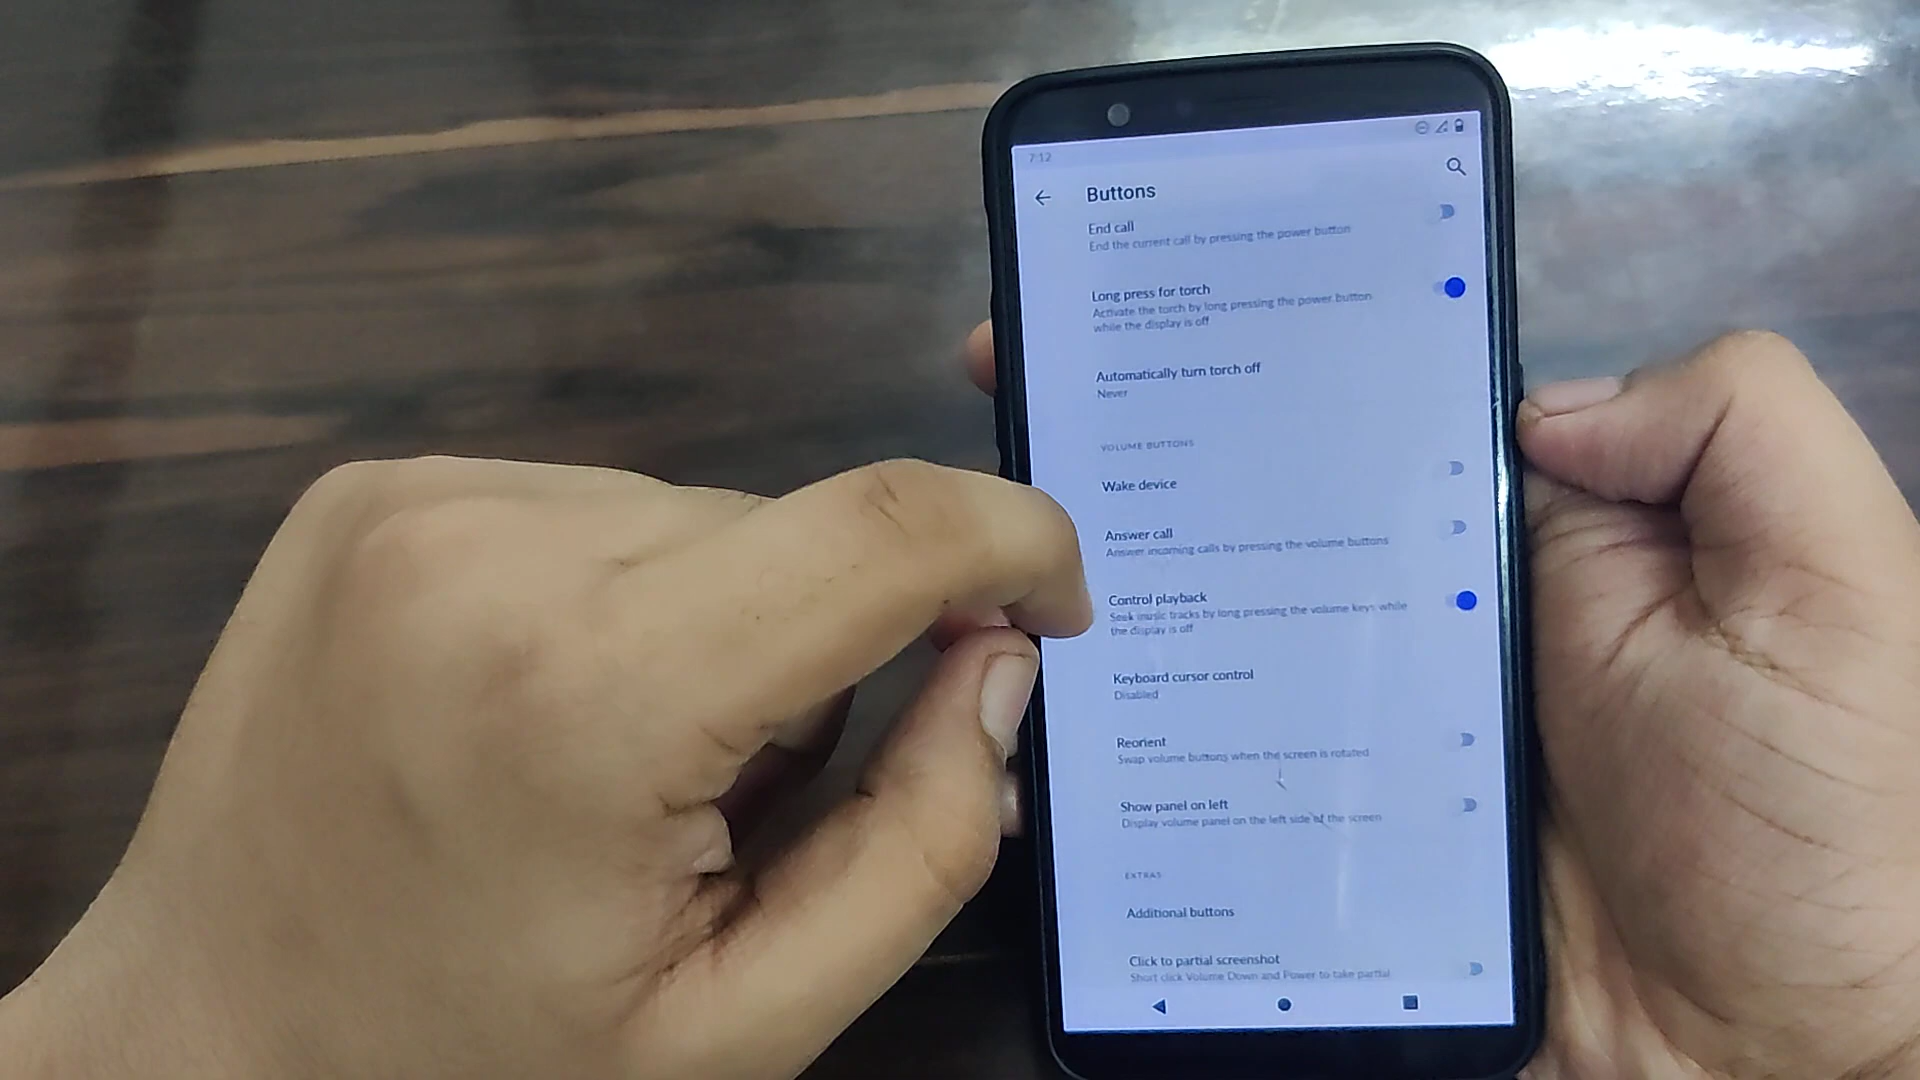 7:12
Buttons
End call
End the current call by pressing the power button
Long press for torch
Activate the torch by long pressing the power button
while the display is off
Automatically turn torch off
Never
VOLUME BUTTONS
Wake device
Answer call
Answer incoming calls by pressing the volume buttons
Control playback
Seek music tracks by long pressing the volume keys while
the display is off
Keyboard cursor control
Disabled
Reorient
Swap volume buttons when the screen is rotated
Show panel on left
Display volume panel on the left side of the screen
EXTRAS
Additional buttons
Click to partial screenshot
Short click Volume Down and Power to take partial